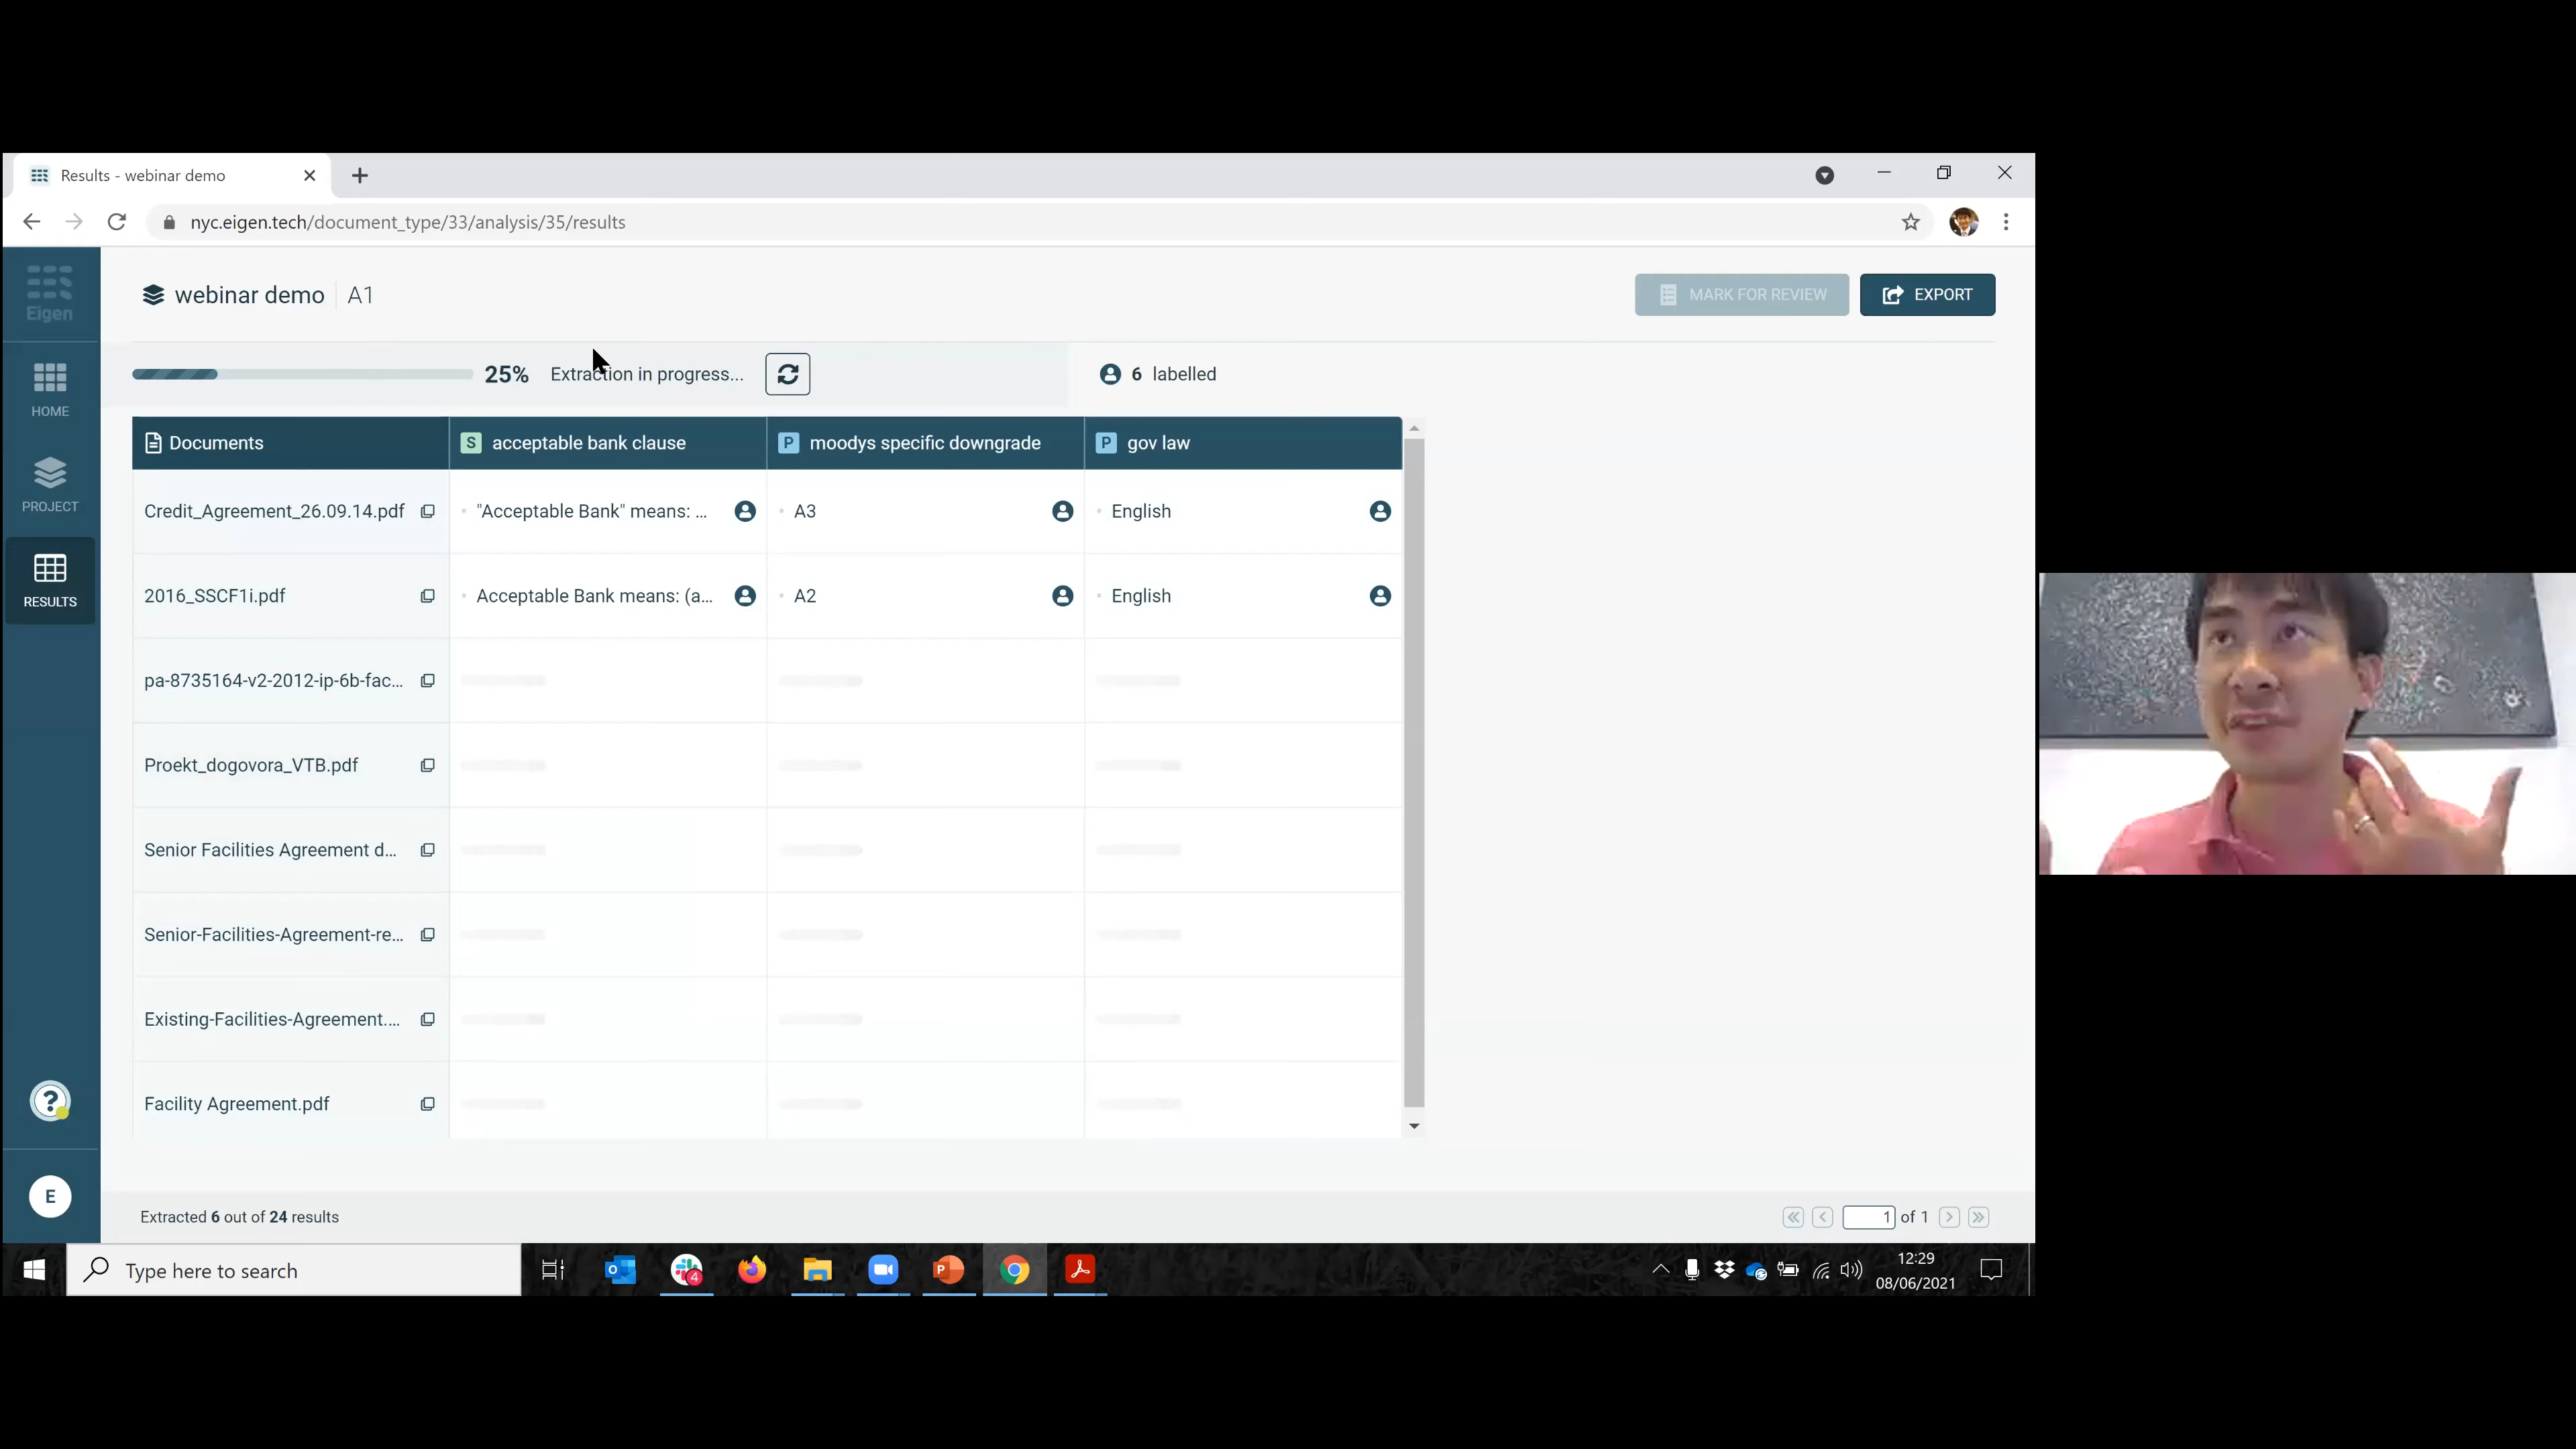 Results - webinar demo
nyc.eigen.tech/document_type/33/analysis/35/results
Eigen
webinar demo A1
MARK FOR REVIEW
EXPORT
HOME
25% Extraction in progress...
6 labelled
PROJECT
Documents
S acceptable bank clause
P moodys specific downgrade
P gov law
Credit_Agreement_26.09.14.pdf
"Acceptable Bank" means: ...
A3
English
RESULTS
2016_SSCF1i.pdf
Acceptable Bank means: (a...
A2
English
pa-8735164-v2-2012-ip-6b-fac...
Proekt_dogovora_VTB.pdf
Senior Facilities Agreement d...
Senior-Facilities-Agreement-re...
Existing-Facilities-Agreement....
Facility Agreement.pdf
?
E
Extracted 6 out of 24 results
1 of 1
Type here to search
4
12:29
08/06/2021